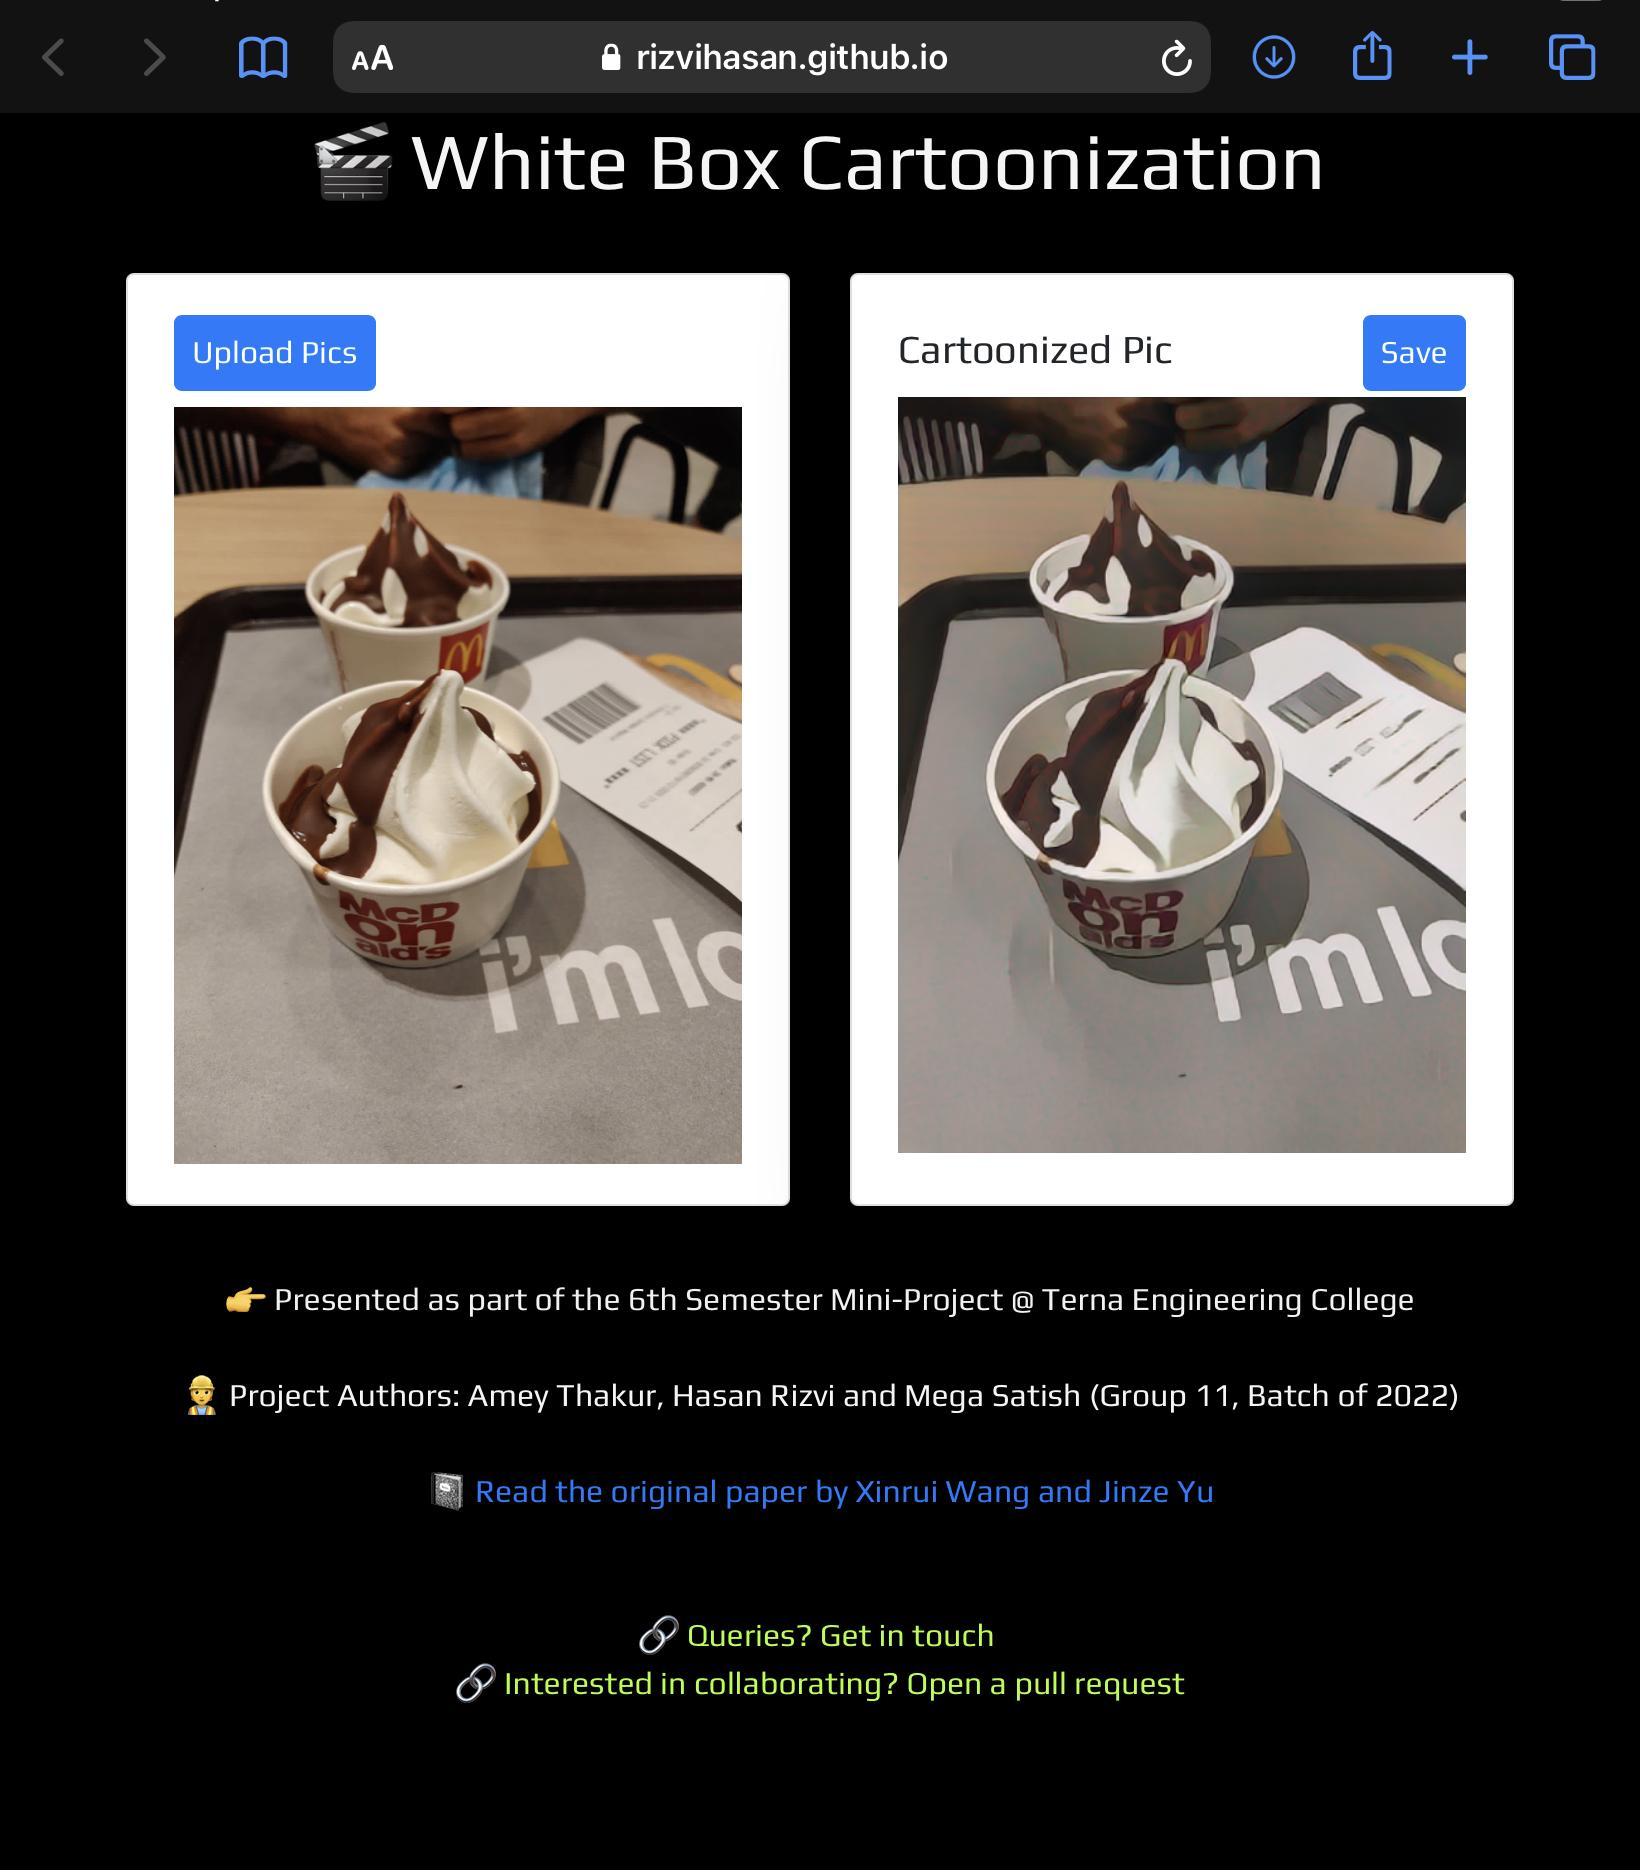 AA
rizvihasan.github.io
White Box Cartoonization
Upload Pics
M
PICK LIST
McD
on
ald's
i'm lo
Cartoonized Pic
Save
M
McD
on
ald's
i'm lo
Presented as part of the 6th Semester Mini-Project @ Terna Engineering College
Project Authors: Amey Thakur, Hasan Rizvi and Mega Satish (Group 11, Batch of 2022)
Read the original paper by Xinrui Wang and Jinze Yu
Queries? Get in touch
Interested in collaborating? Open a pull request